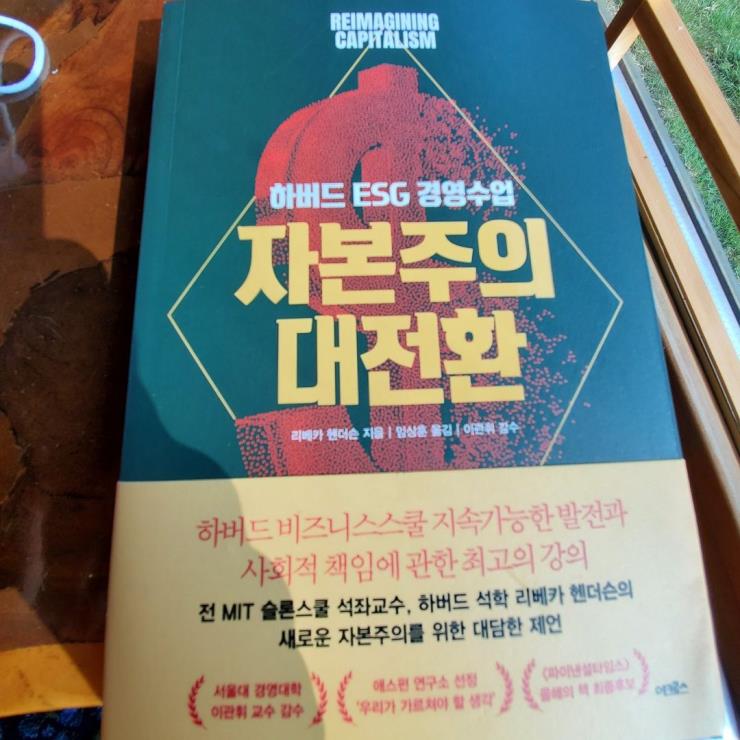 REIMAGINING
CAPITALISM
하버드 ESG 경영수업
자본주의
대전환
리베카 헨더슨 지음 | 임상훈 옮김 | 이관휘 감수
하버드 비즈니스스쿨 지속가능한 발전과
사회적 책임에 관한 최고의 강의
전 MIT 슬론스쿨 석좌교수, 하버드 석학 리베카 헨더슨의
새로운 자본주의를 위한 대담한 제언
서울대 경영대학
이관휘 교수 감수
애스펀 연구소 선정
'우리가 가르쳐야 할 생각'
《파이낸셜타임스》
올해의 책 최종후보
어크로스